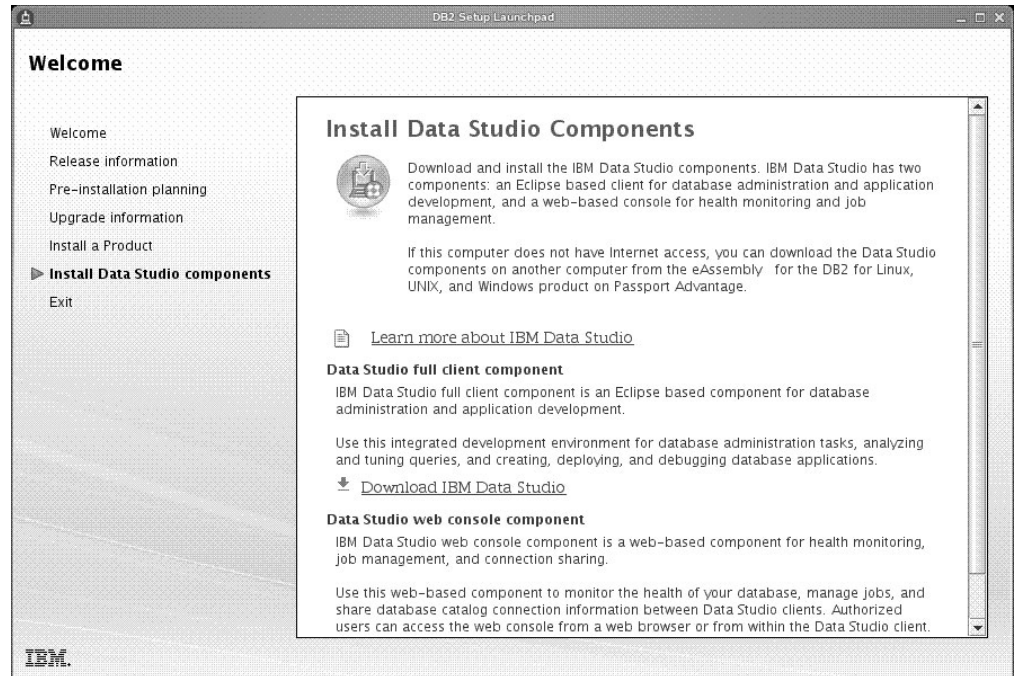 DB2 Setup Launchpad
Welcome
Welcome
Release information
Pre-installation planning
Upgrade information
Install a Product
Install Data Studio components
Exit
Install Data Studio Components
Download and install the IBM Data Studio components. IBM Data Studio has two
components: an Eclipse based client for database administration and application
development, and a web-based console for health monitoring and job
management.
If this computer does not have Internet access, you can download the Data Studio
components on another computer from the eAssembly for the DB2 for Linux,
UNIX, and Windows product on Passport Advantage.
Learn more about IBM Data Studio
Data Studio full client component
IBM Data Studio full client component is an Eclipse based component for database
administration and application development.
Use this integrated development environment for database administration tasks, analyzing
and tuning queries, and creating, deploying, and debugging database applications.
Download IBM Data Studio
Data Studio web console component
IBM Data Studio web console component is a web-based component for health monitoring,
job management, and connection sharing.
Use this web-based component to monitor the health of your database, manage jobs, and
share database catalog connection information between Data Studio clients. Authorized
users can access the web console from a web browser or from within the Data Studio client.
IBM.